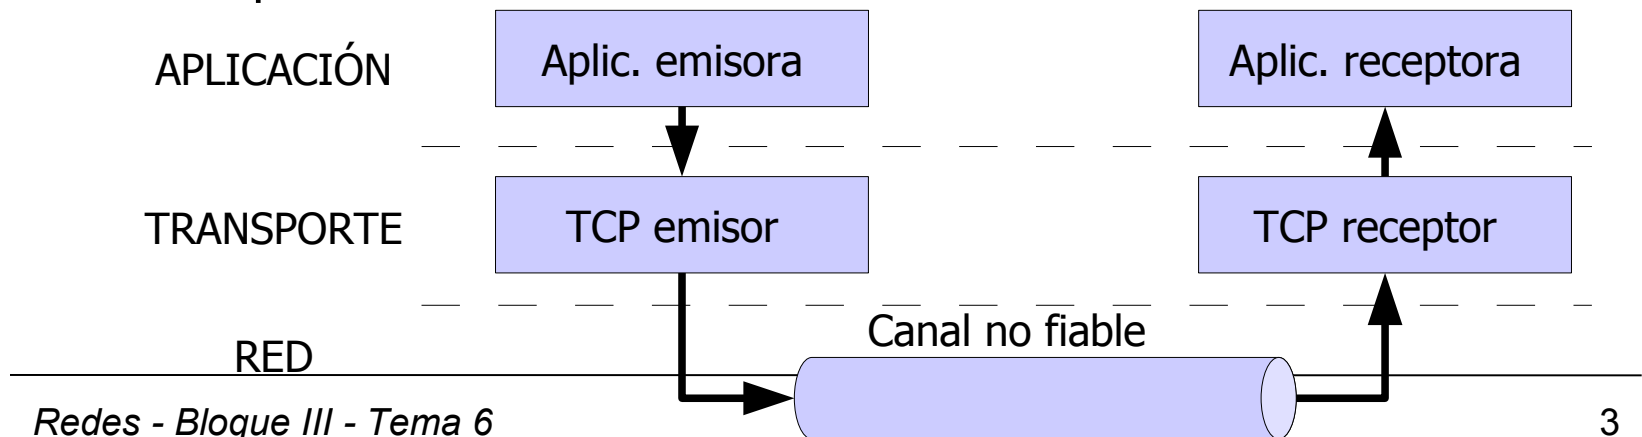 APLICACIÓN
Aplic. emisora
Aplic. receptora
TRANSPORTE
TCP emisor
TCP receptor
Canal no fiable
RED
Redes - Bloque III - Tema 6
3